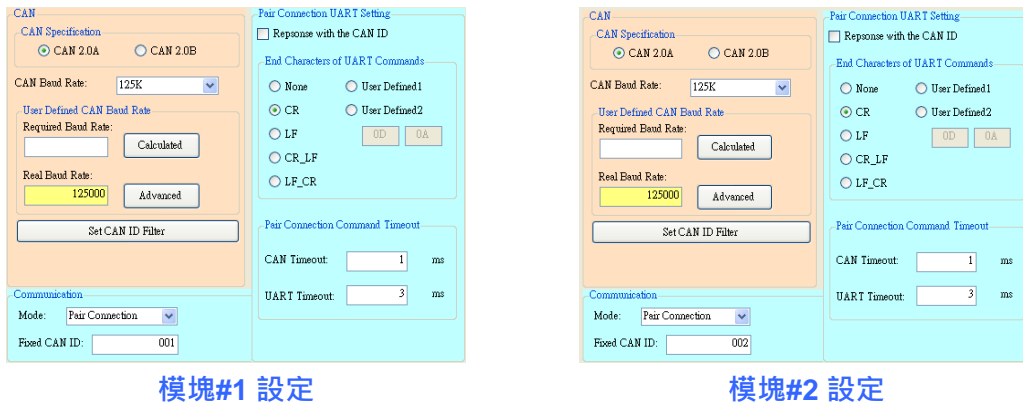 CAN
CAN Specification
CAN 2.0A CAN 2.0B
CAN Baud Rate: 125K
User Defined CAN Baud Rate
Required Baud Rate:
Calculated
Real Baud Rate:
125000 Advanced
Set CAN ID Filter
Communication
Mode: Pair Connection
Fixed CAN ID: 001
Pair Connection UART Setting
Repsonse with the CAN ID
End Characters of UART Commands
None User Defined1
CR User Defined2
LF 0D 0A
CR_LF
LF_CR
Pair Connection Command Timeout
CAN Timeout: 1 ms
UART Timeout: 3 ms
模塊#1 設定
CAN
CAN Specification
CAN 2.0A CAN 2.0B
CAN Baud Rate: 125K
User Defined CAN Baud Rate
Required Baud Rate:
Calculated
Real Baud Rate:
125000 Advanced
Set CAN ID Filter
Communication
Mode: Pair Connection
Fixed CAN ID: 002
Pair Connection UART Setting
Repsonse with the CAN ID
End Characters of UART Commands
None User Defined1
CR User Defined2
LF 0D 0A
CR_LF
LF_CR
Pair Connection Command Timeout
CAN Timeout: 1 ms
UART Timeout: 3 ms
模塊#2 設定